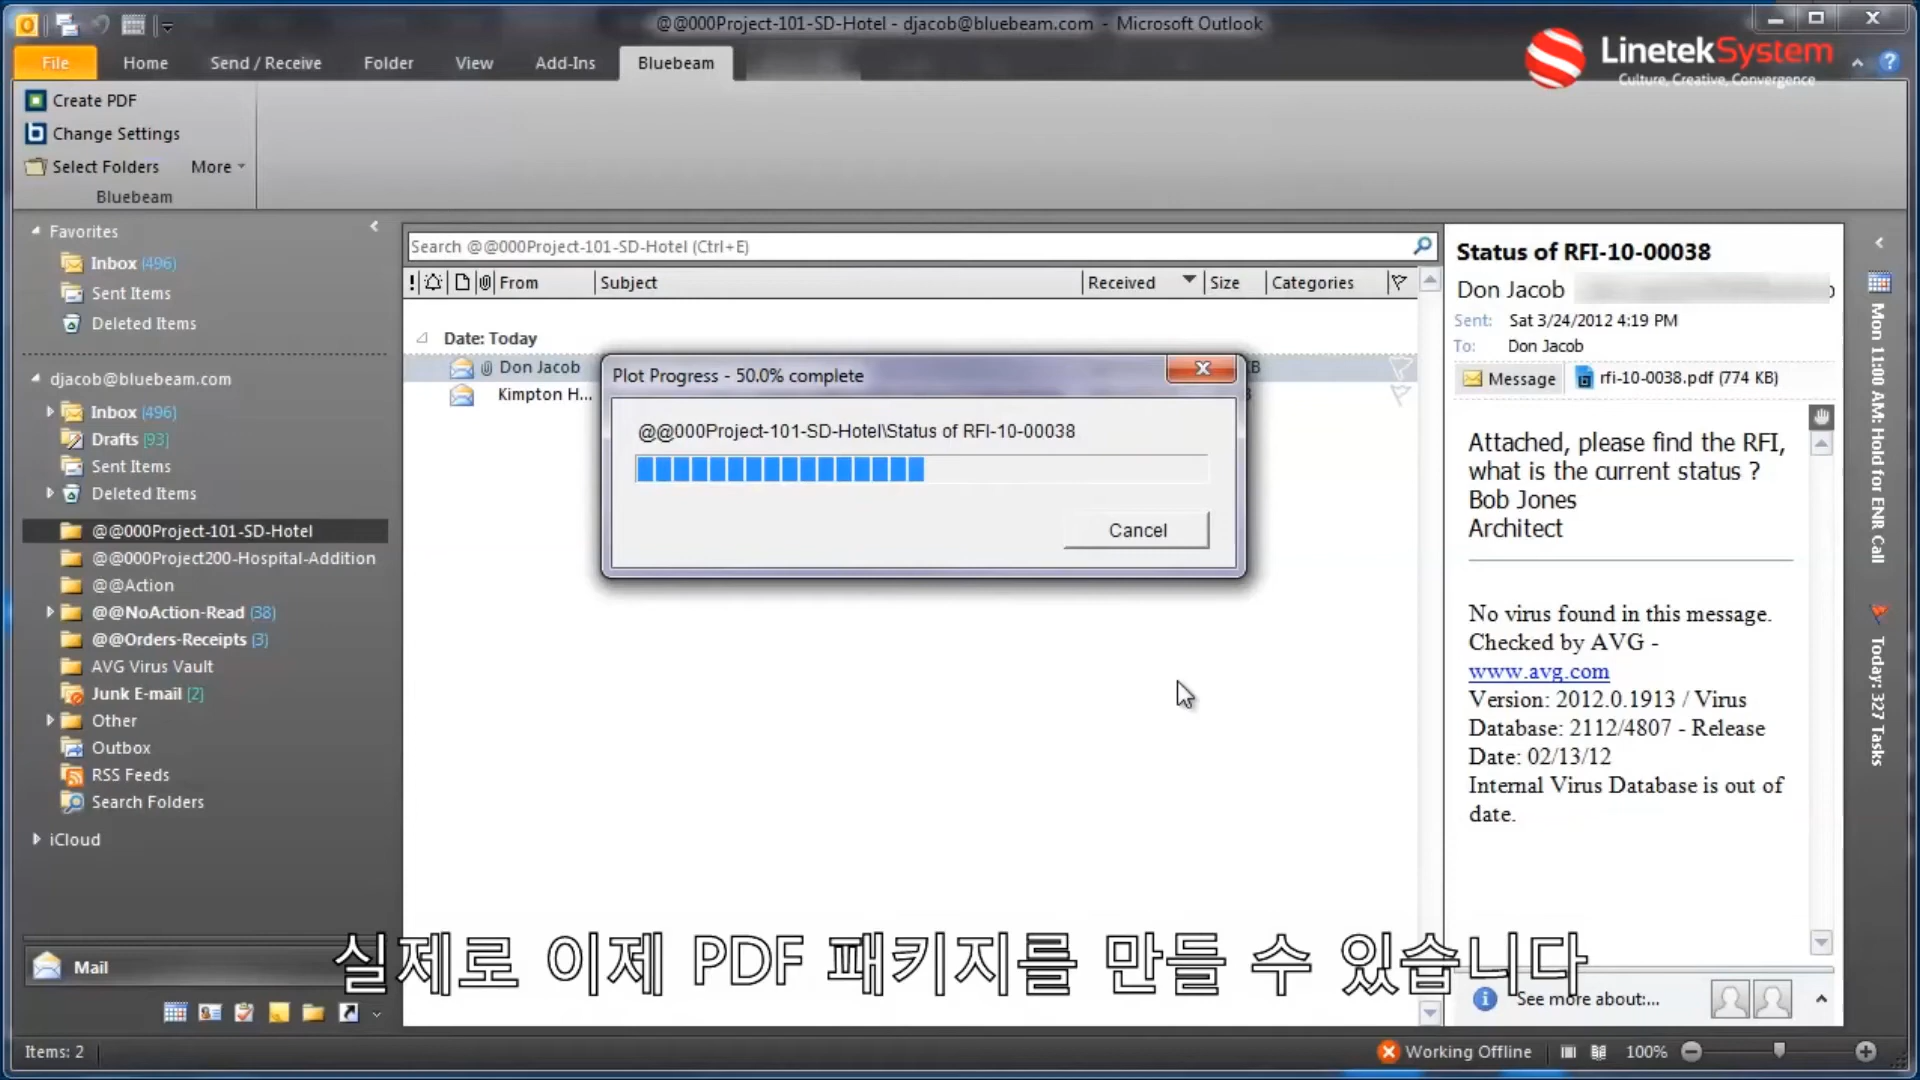 @@000Project-101-SD-Hotel - djacob@bluebeam.com - Microsoft Outlook
LinetekSystem
Culture, Creative, Convergence
File Home Send / Receive Folder View Add-Ins Bluebeam
Create PDF
Change Settings
Select Folders More
Bluebeam
Favorites
Inbox (496)
Sent Items
Deleted Items
djacob@bluebeam.com
Inbox (496)
Drafts [93]
Sent Items
Deleted Items
@@000Project-101-SD-Hotel
@@000Project200-Hospital-Addition
@@Action
@@NoAction-Read (38)
@@Orders-Receipts (3)
AVG Virus Vault
Junk E-mail [2]
Other
Outbox
RSS Feeds
Search Folders
iCloud
Mail
Search @@000Project-101-SD-Hotel (Ctrl+E)
From Subject Received Size Categories
Date: Today
Don Jacob
Kimpton H...
Plot Progress - 50.0% complete
@@000Project-101-SD-Hotel\Status of RFI-10-00038
Cancel
Status of RFI-10-00038
Don Jacob
Sent: Sat 3/24/2012 4:19 PM
To: Don Jacob
Message rfi-10-0038.pdf (774 KB)
Attached, please find the RFI,
what is the current status ?
Bob Jones
Architect
No virus found in this message.
Checked by AVG -
www.avg.com
Version: 2012.0.1913 / Virus
Database: 2112/4807 - Release
Date: 02/13/12
Internal Virus Database is out of
date.
See more about:...
Mon 11:00 AM: Hold for ENR Call
Today: 327 Tasks
실제로 이제 PDF 패키지를 만들 수 있습니다
Items: 2
Working Offline 100%